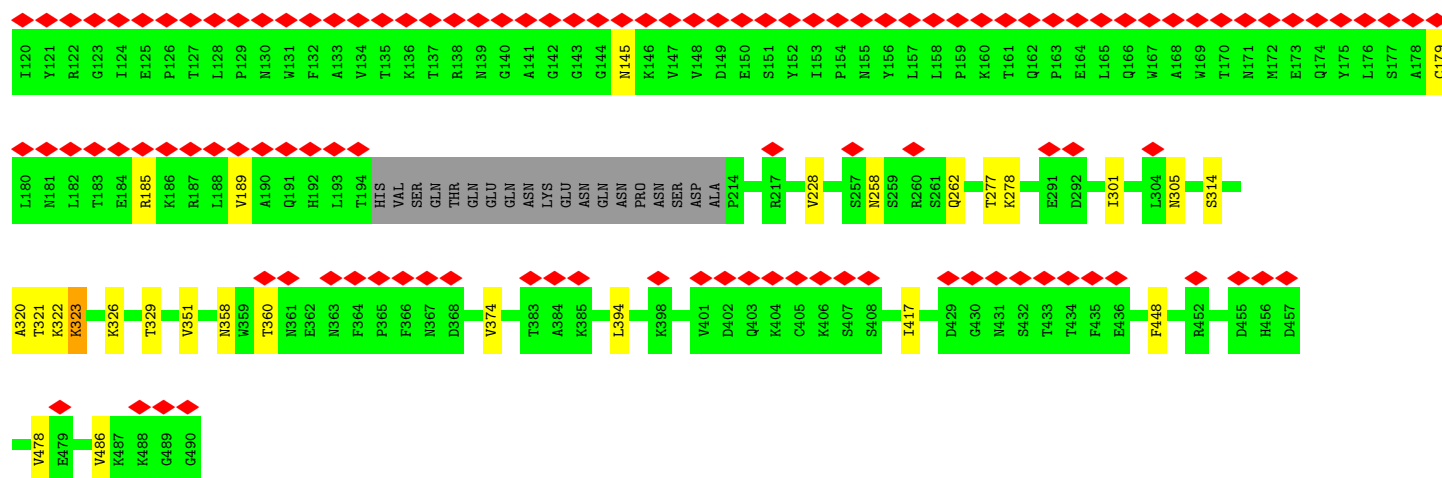 I120 Y121 R122 G123 I124 E125 P126 T127 L128 P129 N130 W131 F132 A133 V134 T135 K136 T137 R138 N139 G140 A141 G142 G143 G144 N145 K146 V147 V148 D149 E150 S151 Y152 I153 P154 N155 Y156 L157 L158 P159 K160 T161 Q162 P163 E164 L165 Q166 W167 A168 W169 T170 N171 M172 E173 Q174 Y175 L176 S177 A178 C179
L180 N181 L182 T183 E184 R185 K186 R187 L188 V189 A190 Q191 H192 L193 T194 HIS VAL SER GLN THR GLN GLU GLN ASN LYS GLU ASN GLN ASN PRO ASN SER ASP ALA P214 R217 V228 S257 N258 S259 R260 S261 Q262 T277 K278 E291 D292 I301 L304 N305 S314
A320 T321 K322 K323 K326 T329 V351 N358 W359 T360 N361 E362 N363 F364 P365 F366 N367 D368 V374 T383 A384 K385 L394 K398 V401 D402 Q403 K404 C405 K406 S407 S408 I417 D429 G430 N431 S432 T433 T434 F435 E436 F448 R452 D455 H456 D457
V478 E479 V486 K487 K488 G489 G490